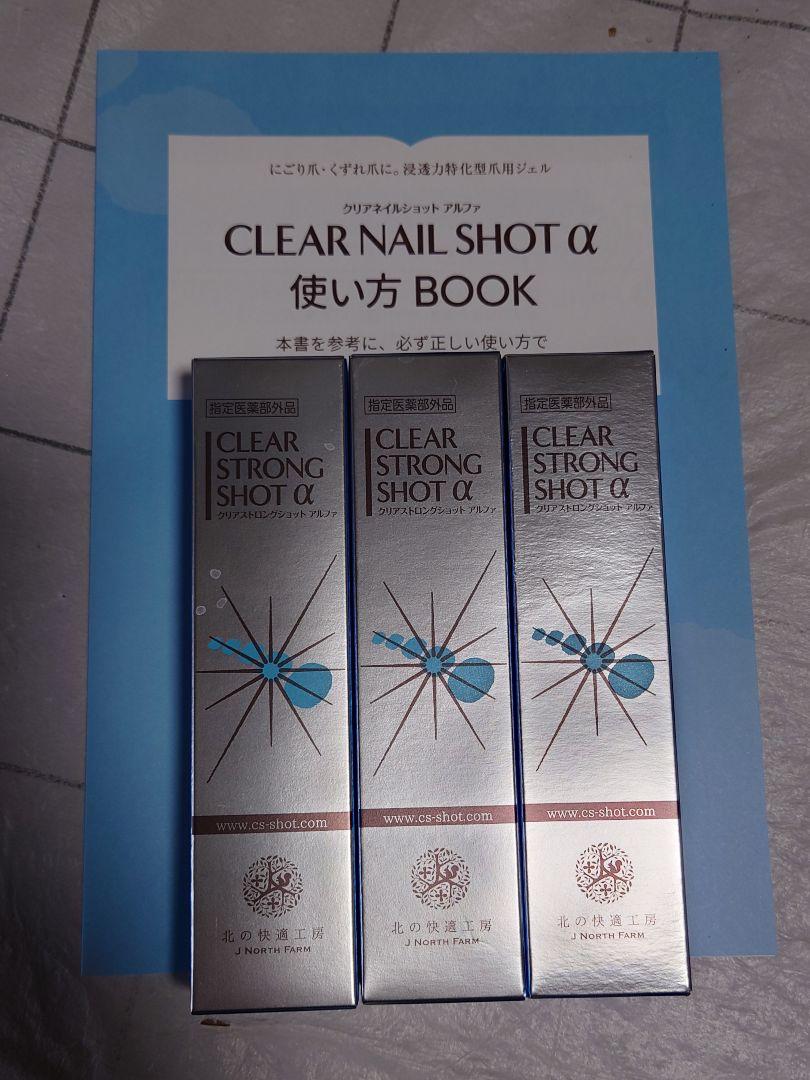 にごり爪・くずれ爪に。浸透力特化型爪用ジェル
クリアネイルショット アルファ
CLEAR NAIL SHOT α
使い方 BOOK
本書を参考に、必ず正しい使い方で
指定医薬部外品
CLEAR
STRONG
SHOT α
クリアストロングショット アルファ
www.cs-shot.com
北の快適工房
J NORTH FARM
指定医薬部外品
CLEAR
STRONG
SHOT α
クリアストロングショット アルファ
www.cs-shot.com
北の快適工房
J NORTH FARM
指定医薬部外品
CLEAR
STRONG
SHOT α
クリアストロングショット アルファ
www.cs-shot.com
北の快適工房
J NORTH FARM